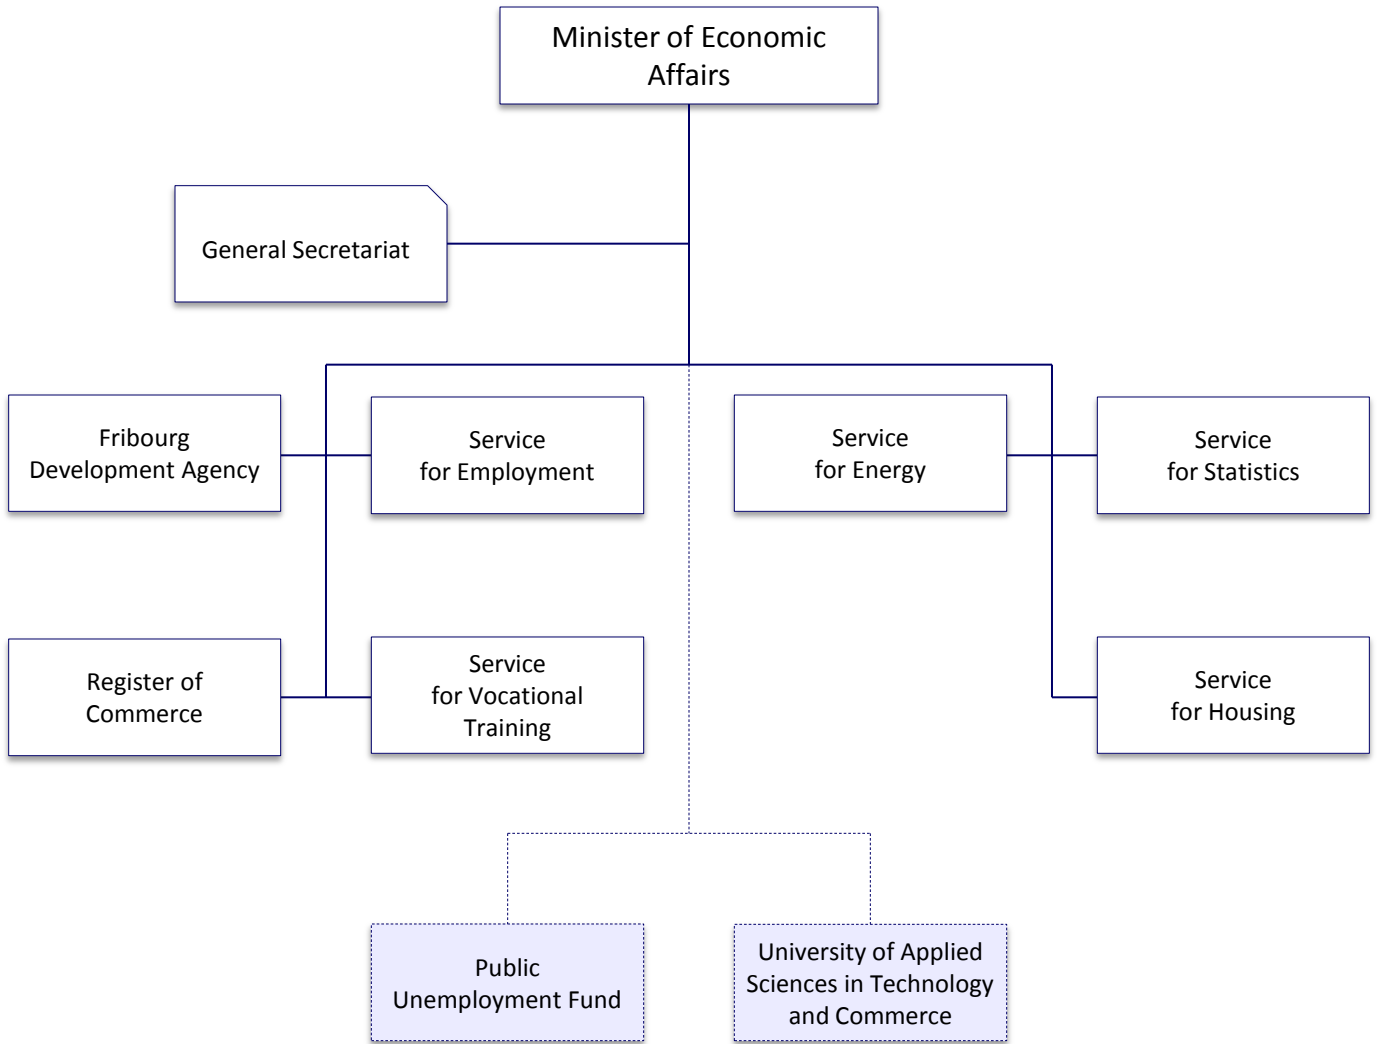 Minister of Economic
Affairs
General Secretariat
Fribourg
Development Agency
Service
for Employment
Service
for Energy
Service
for Statistics
Register of
Commerce
Service
for Vocational
Training
Service
for Housing
Public
Unemployment Fund
University of Applied
Sciences in Technology
and Commerce